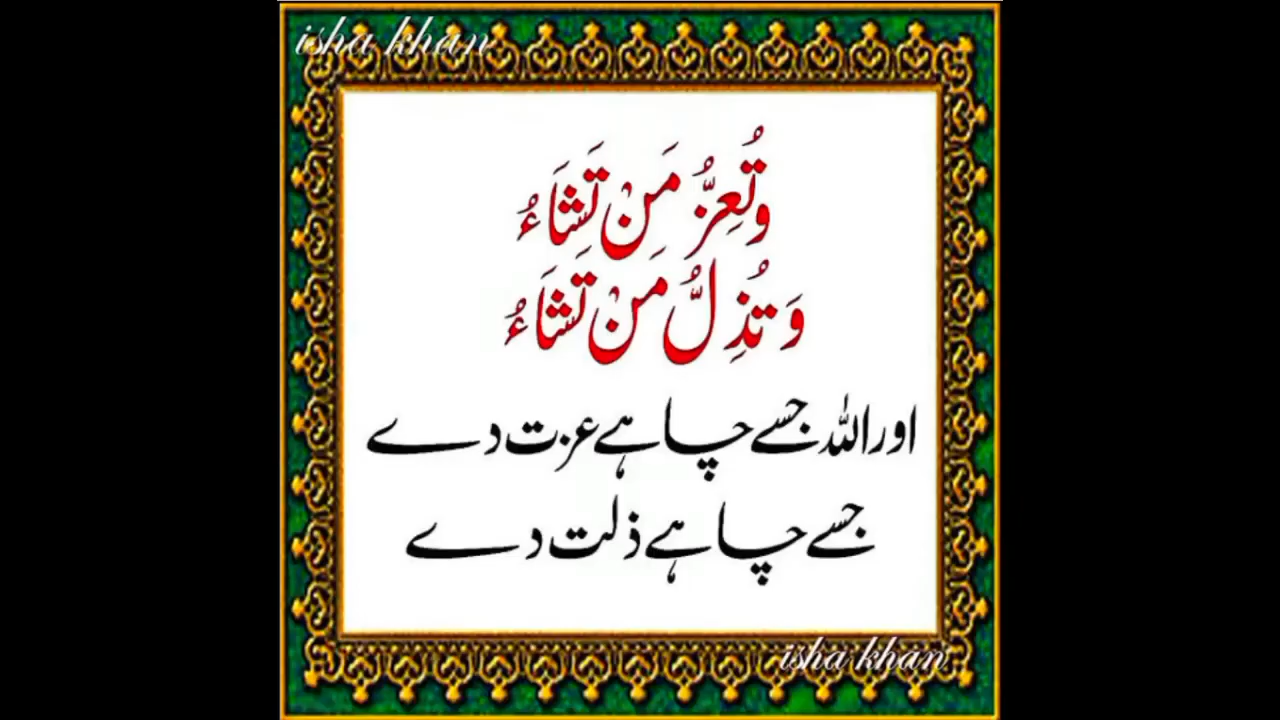 isha khan
وَتُعِزُّ مَنْ تَشَاءُ
وَتُذِلُّ مَنْ تَشَاءُ
اور اللہ جسے چاہے عزت دے
جسے چاہے ذلت دے
isha khan